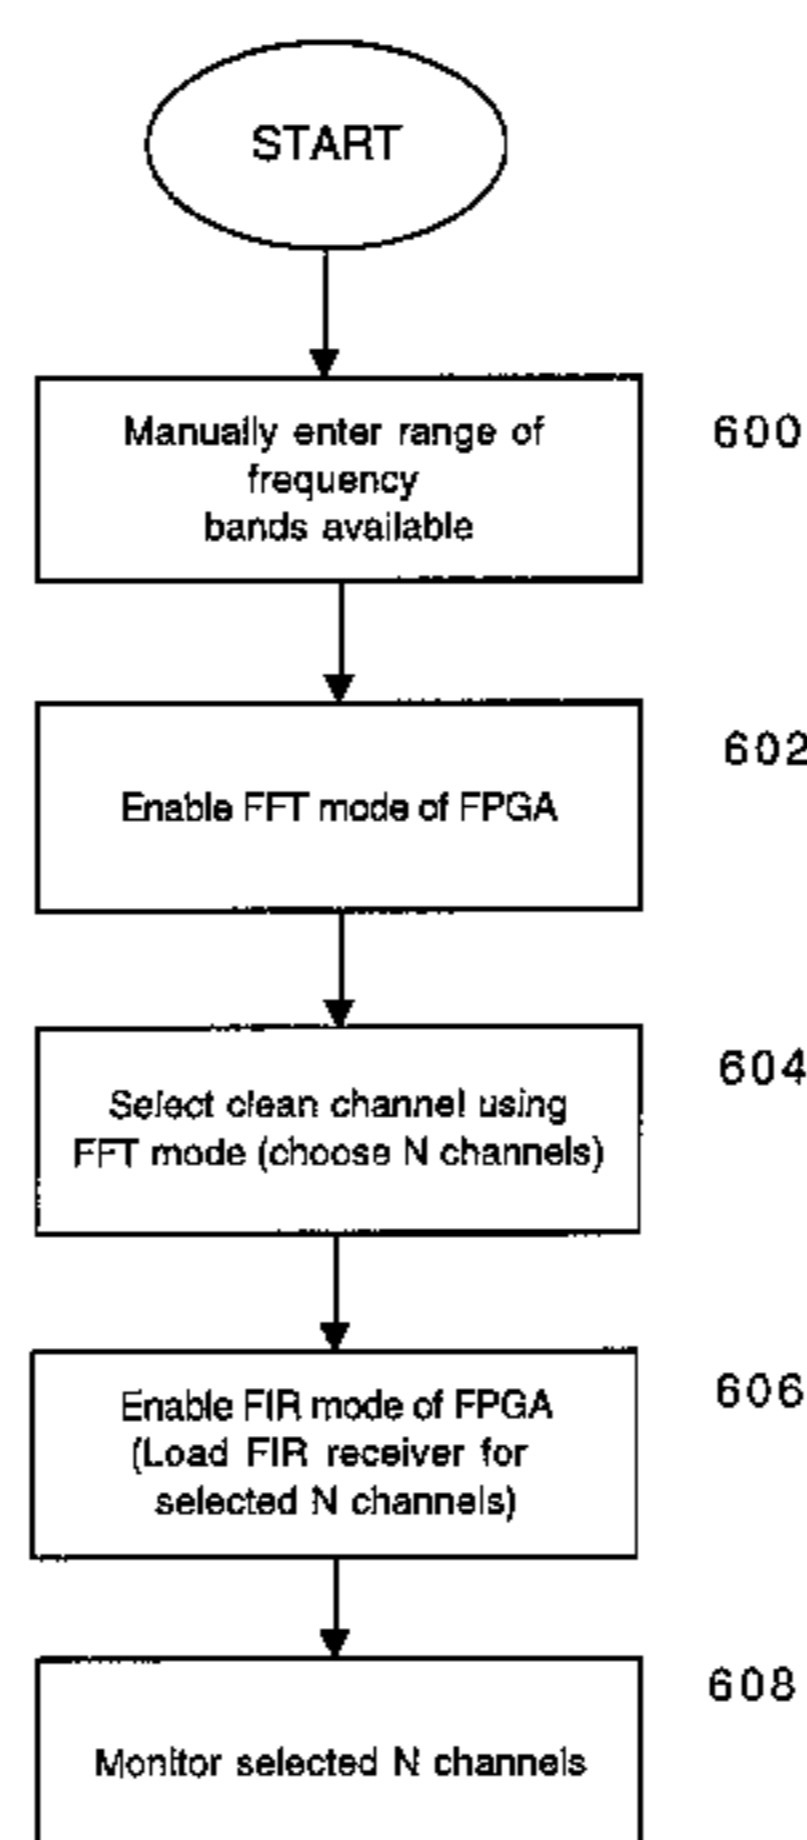 START
Manually enter range of
frequency
bands available
600
Enable FFT mode of FPGA
602
Select clean channel using
FFT mode (choose N channels)
604
Enable FIR mode of FPGA
(Load FIR receiver for
selected N channels)
606
Monitor selected N channels
608